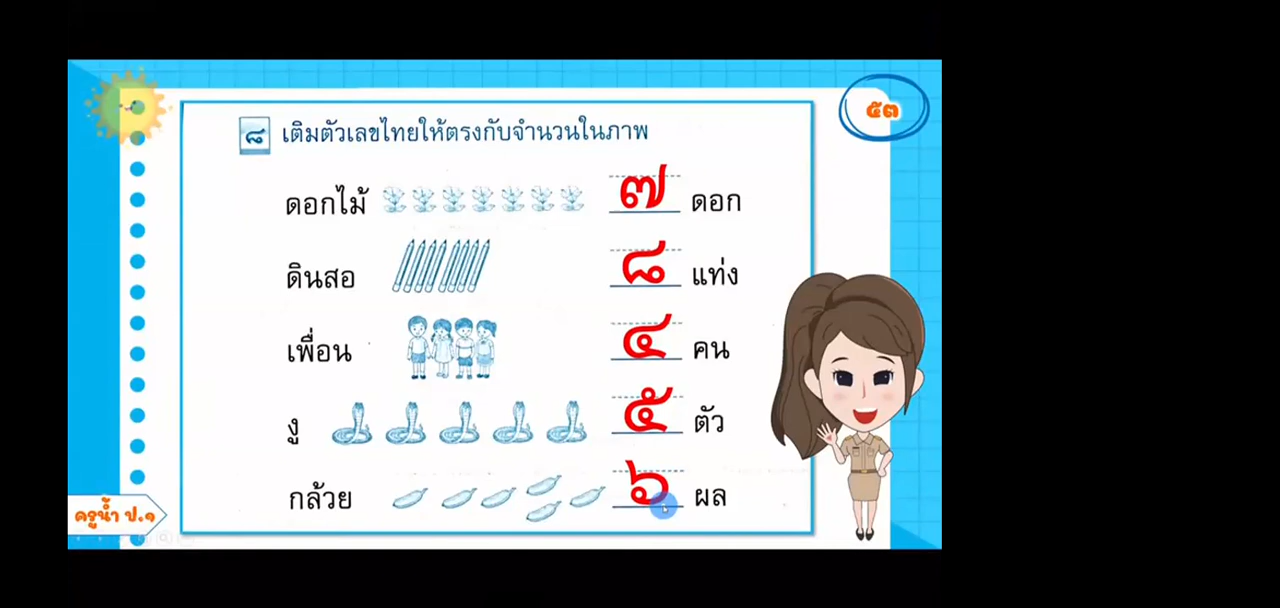 ๕๓
๘ เติมตัวเลขไทยให้ตรงกับจำนวนในภาพ
ดอกไม้ ๗ ดอก
ดินสอ ๘ แท่ง
เพื่อน ๔ คน
งู ๕ ตัว
กล้วย ๖ ผล
ครูน้ำ ป.๑